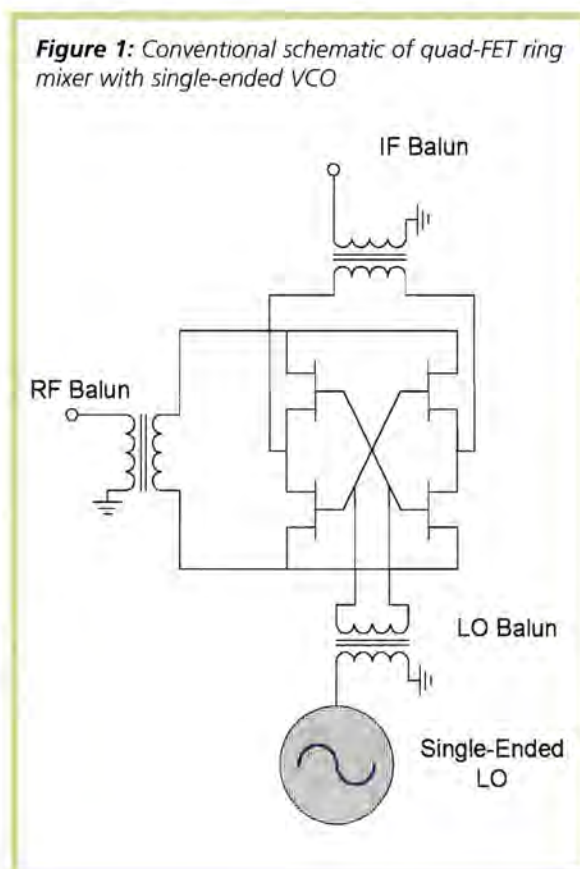 Figure 1: Conventional schematic of quad-FET ring
mixer with single-ended VCO
IF Balun
RF Balun
LO Balun
Single-Ended
LO